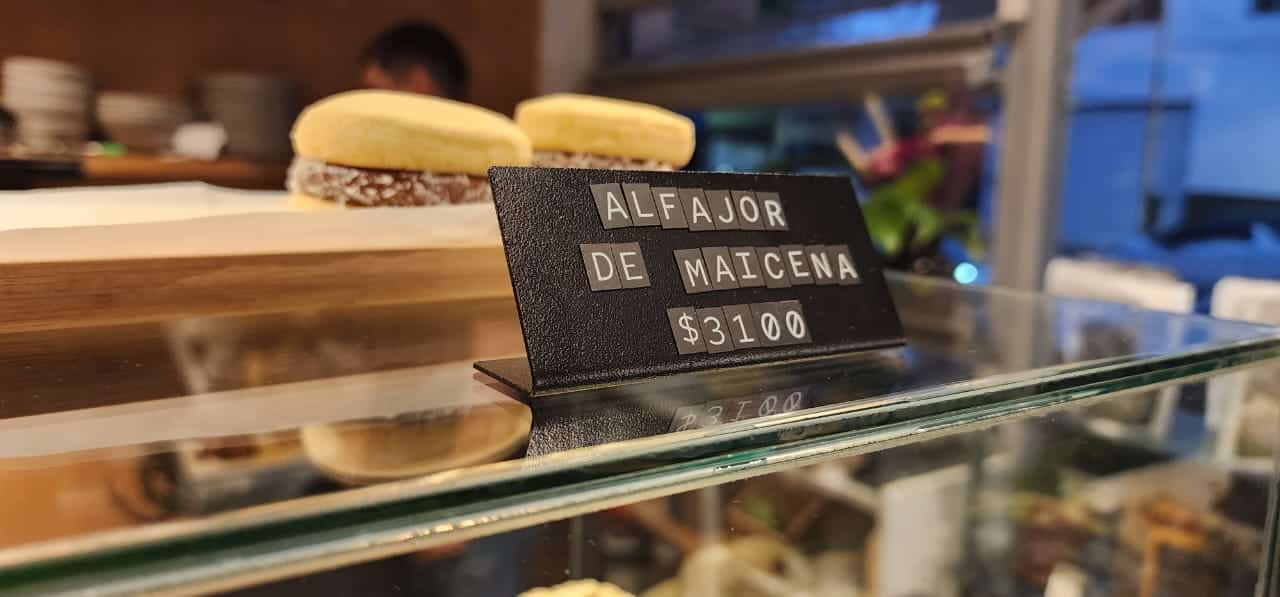 ALFAJOR
DE MAICENA
$3100